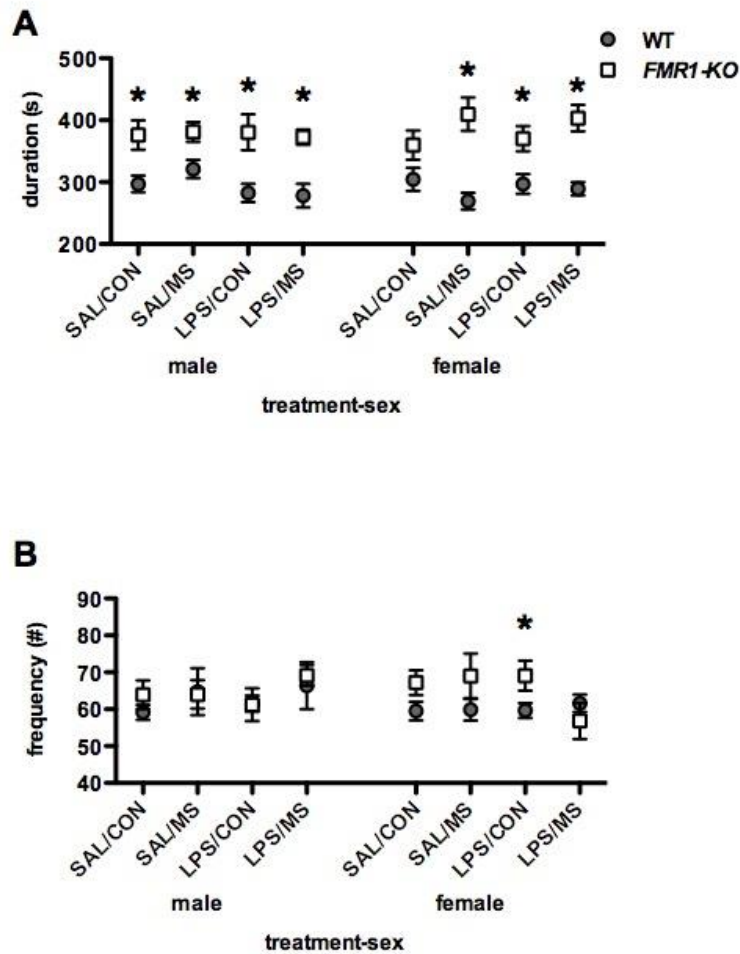 A
WT
FMR1-KO
500
* * * * * * *
400
300
200
duration (s)
SAL/CON SAL/MS LPS/CON LPS/MS SAL/CON SAL/MS LPS/CON LPS/MS
male female
treatment-sex
B
90
80
70
60
50
40
*
frequency (#)
SAL/CON SAL/MS LPS/CON LPS/MS SAL/CON SAL/MS LPS/CON LPS/MS
male female
treatment-sex